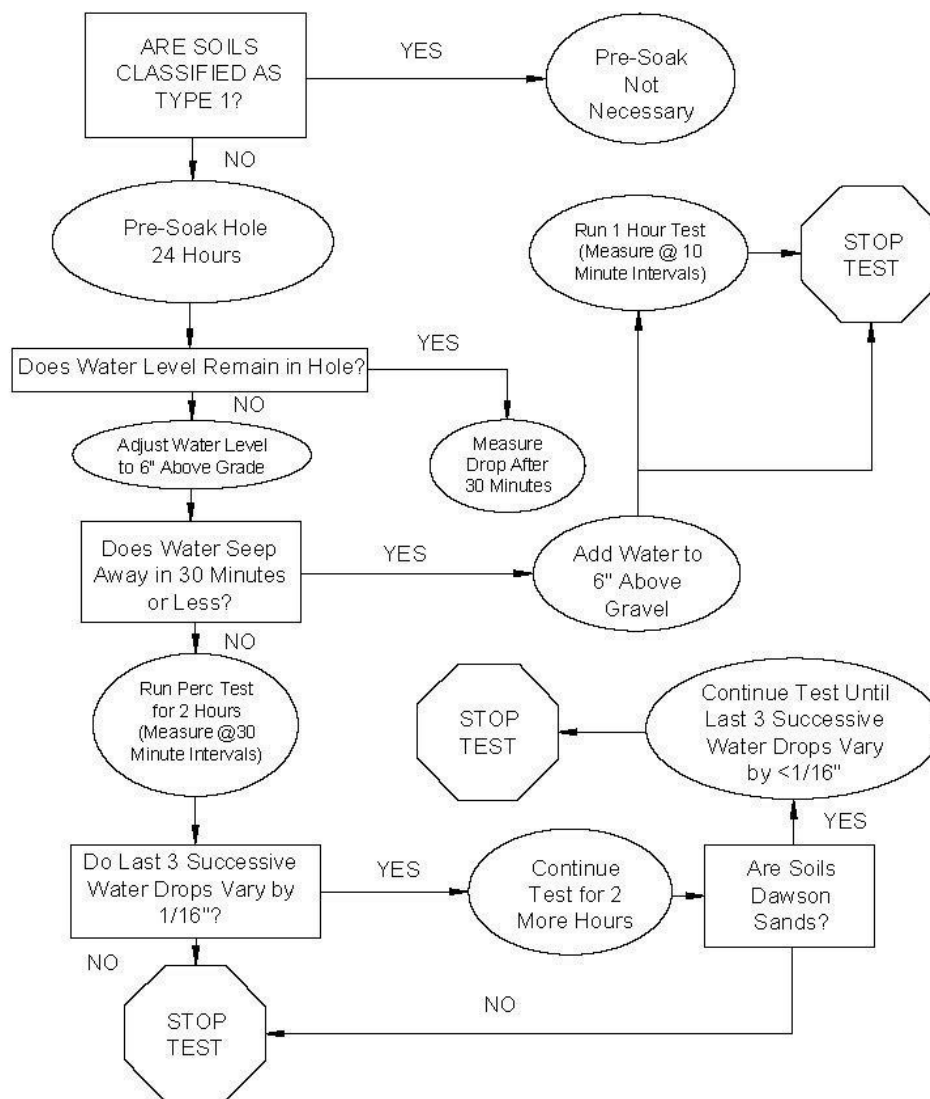 ARE SOILS
CLASSIFIED AS
TYPE 1?
YES
Pre-Soak
Not
Necessary
NO
Pre-Soak Hole
24 Hours
Run 1 Hour Test
(Measure @ 10
Minute Intervals)
STOP
TEST
Does Water Level Remain in Hole?
YES
NO
Adjust Water Level
to 6" Above Grade
Measure
Drop After
30 Minutes
Does Water Seep
Away in 30 Minutes
or Less?
YES
Add Water to
6" Above
Gravel
NO
Run Perc Test
for 2 Hours
(Measure @30
Minute Intervals)
STOP
TEST
Continue Test Until
Last 3 Successive
Water Drops Vary
by <1/16"
YES
Do Last 3 Successive
Water Drops Vary by
1/16"?
YES
Continue
Test for 2
More Hours
Are Soils
Dawson
Sands?
NO
NO
STOP
TEST